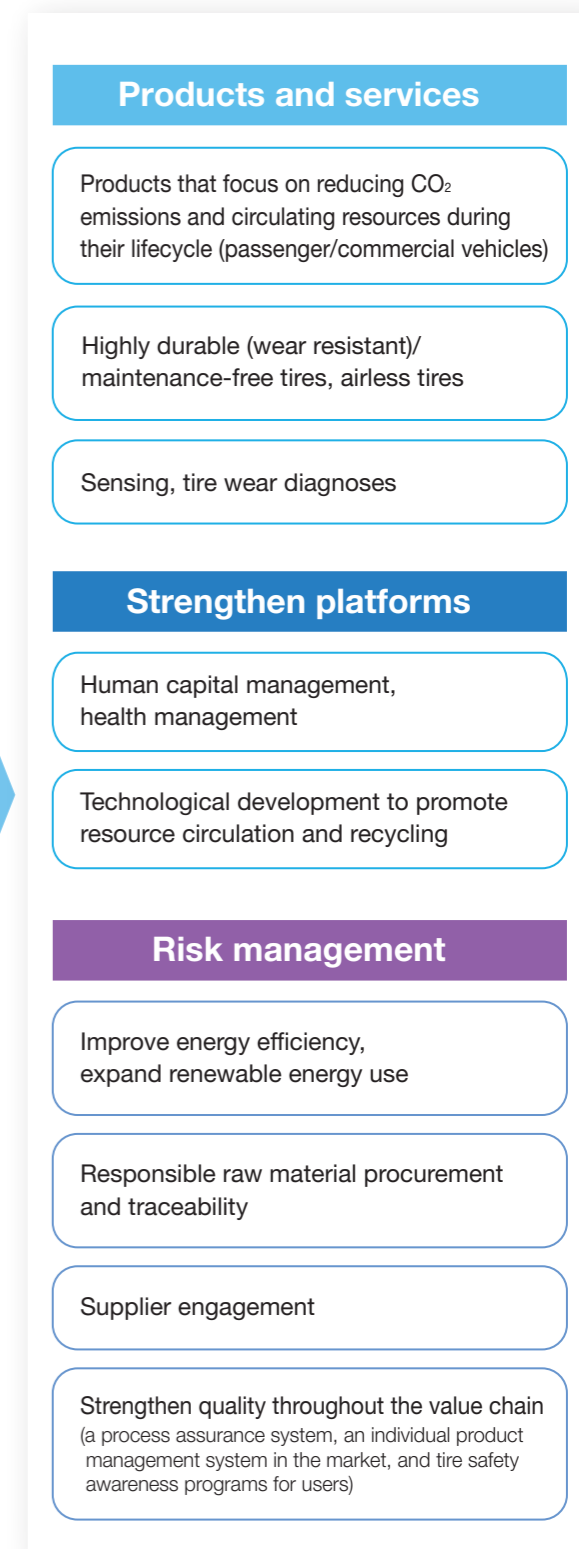 Products and services
Products that focus on reducing CO₂
emissions and circulating resources during
their lifecycle (passenger/commercial vehicles)
Highly durable (wear resistant)/
maintenance-free tires, airless tires
Sensing, tire wear diagnoses
Strengthen platforms
Human capital management,
health management
Technological development to promote
resource circulation and recycling
Risk management
Improve energy efficiency,
expand renewable energy use
Responsible raw material procurement
and traceability
Supplier engagement
Strengthen quality throughout the value chain
(a process assurance system, an individual product
management system in the market, and tire safety
awareness programs for users)